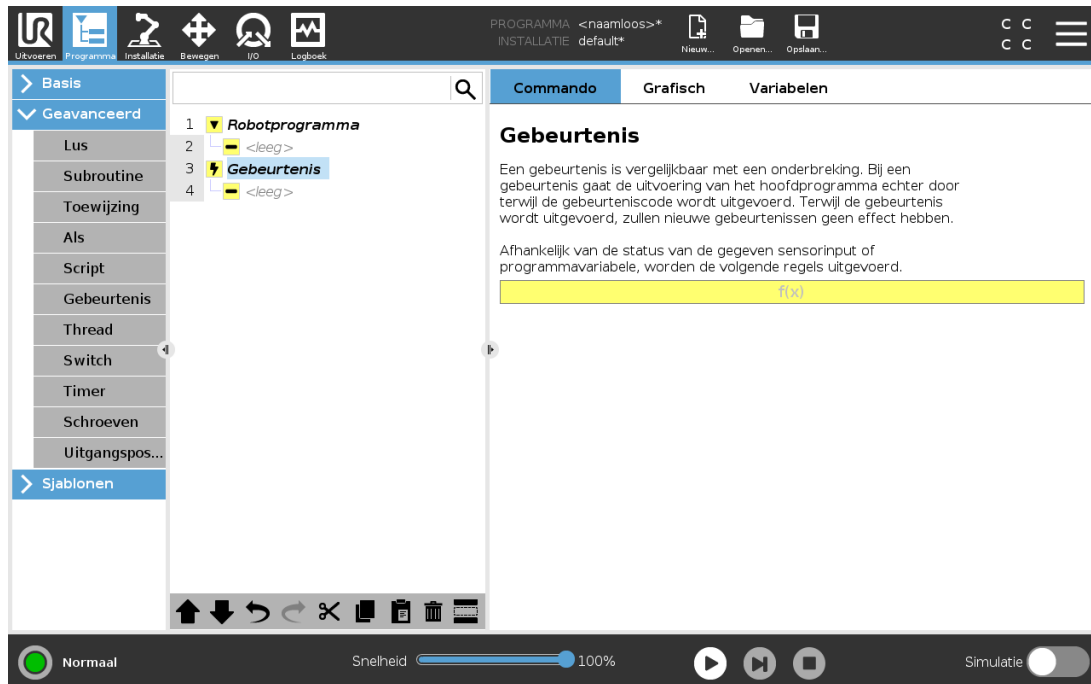 PROGRAMMA <naamloos>*
INSTALLATIE default*
C C
C C
Uitvoeren Programma Installatie Bewegen I/O Logboek Nieuw... Openen... Opslaan...
Basis
Geavanceerd
Lus
Subroutine
Toewijzing
Als
Script
Gebeurtenis
Thread
Switch
Timer
Schroeven
Uitgangspos...
Sjablonen
1 Robotprogramma
2 <leeg>
3 Gebeurtenis
4 <leeg>
Commando Grafisch Variabelen
Gebeurtenis
Een gebeurtenis is vergelijkbaar met een onderbreking. Bij een
gebeurtenis gaat de uitvoering van het hoofdprogramma echter door
terwijl de gebeurteniscode wordt uitgevoerd. Terwijl de gebeurtenis
wordt uitgevoerd, zullen nieuwe gebeurtenissen geen effect hebben.
Afhankelijk van de status van de gegeven sensorinput of
programmavariabele, worden de volgende regels uitgevoerd.
f(x)
Normaal
Snelheid 100%
Simulatie